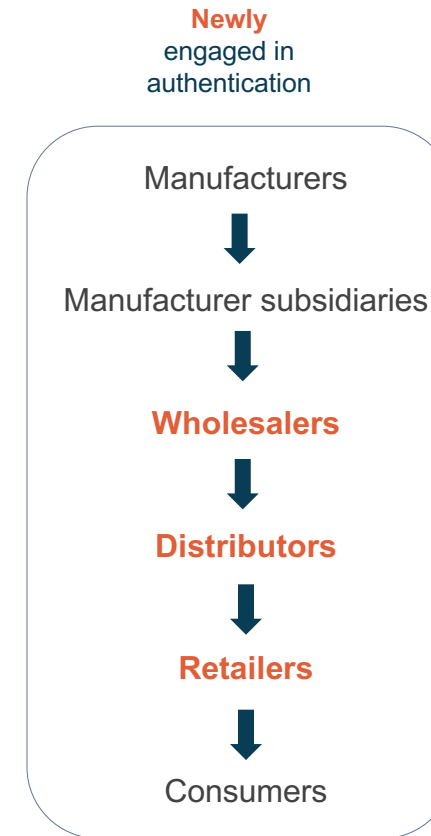 Newly
engaged in
authentication
Manufacturers
Manufacturer subsidiaries
Wholesalers
Distributors
Retailers
Consumers